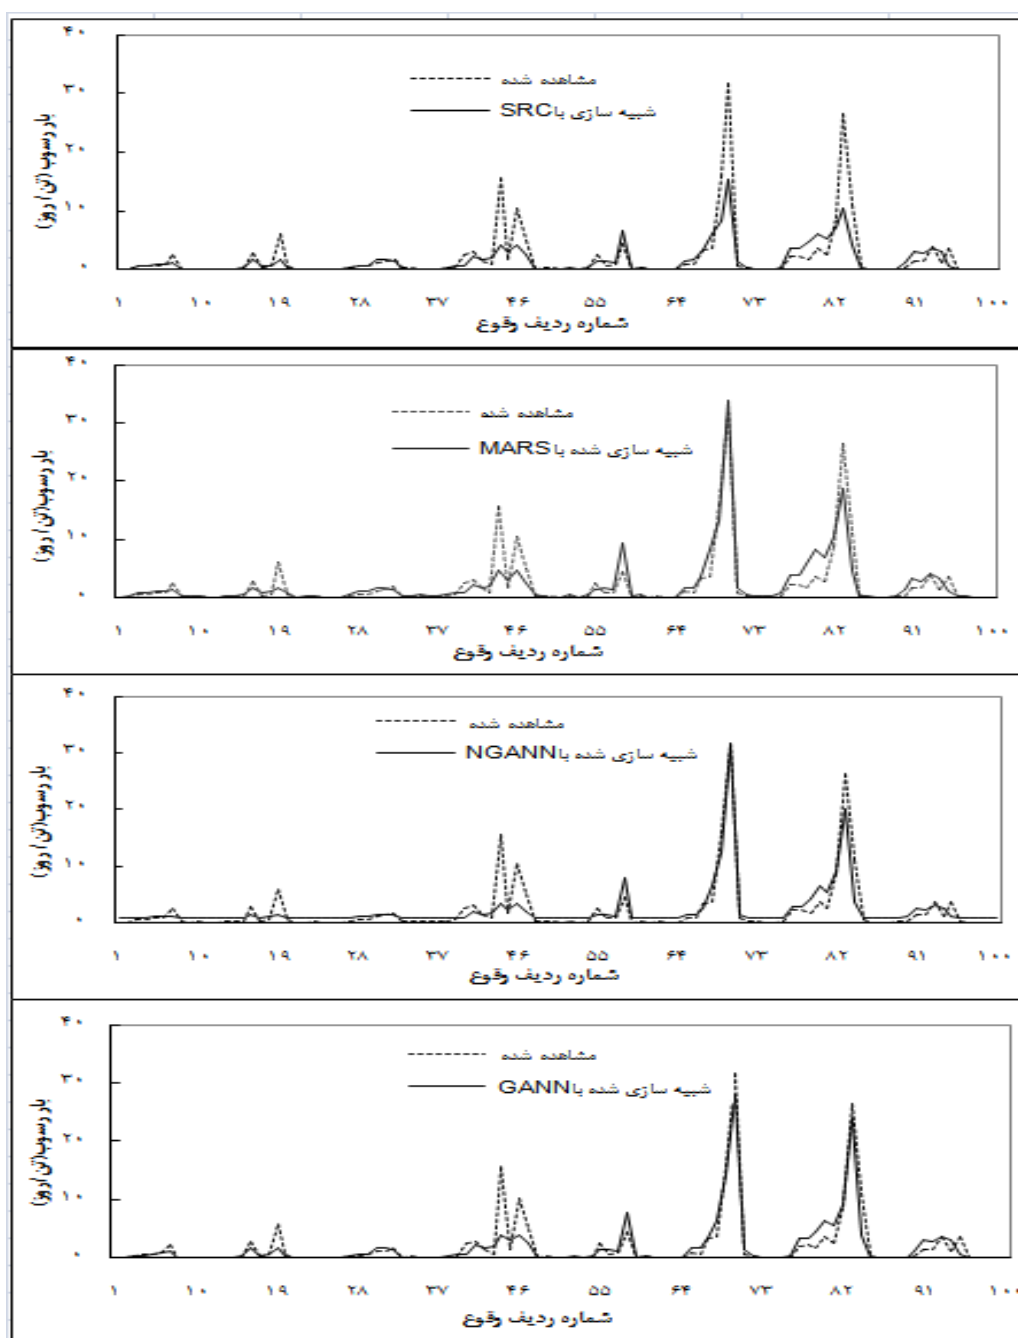 ۴۰
۳۰
۲۰
۱۰
۰
بار رسوب(تن/روز)
مشاهده شده
شبیه سازی با SRC
۱ ۱۰ ۱۹ ۲۸ ۳۷ ۴۶ ۵۵ ۶۴ ۷۳ ۸۲ ۹۱ ۱۰۰
شماره ردیف وقوع
۴۰
۳۰
۲۰
۱۰
۰
بار رسوب(تن/روز)
مشاهده شده
شبیه سازی شده با MARS
۱ ۱۰ ۱۹ ۲۸ ۳۷ ۴۶ ۵۵ ۶۴ ۷۳ ۸۲ ۹۱ ۱۰۰
شماره ردیف وقوع
۴۰
۳۰
۲۰
۱۰
۰
بار رسوب(تن/روز)
مشاهده شده
شبیه سازی شده با NGANN
۱ ۱۰ ۱۹ ۲۸ ۳۷ ۴۶ ۵۵ ۶۴ ۷۳ ۸۲ ۹۱ ۱۰۰
شماره ردیف وقوع
۴۰
۳۰
۲۰
۱۰
۰
بار رسوب(تن/روز)
مشاهده شده
شبیه سازی شده با GANN
۱ ۱۰ ۱۹ ۲۸ ۳۷ ۴۶ ۵۵ ۶۴ ۷۳ ۸۲ ۹۱ ۱۰۰
شماره ردیف وقوع